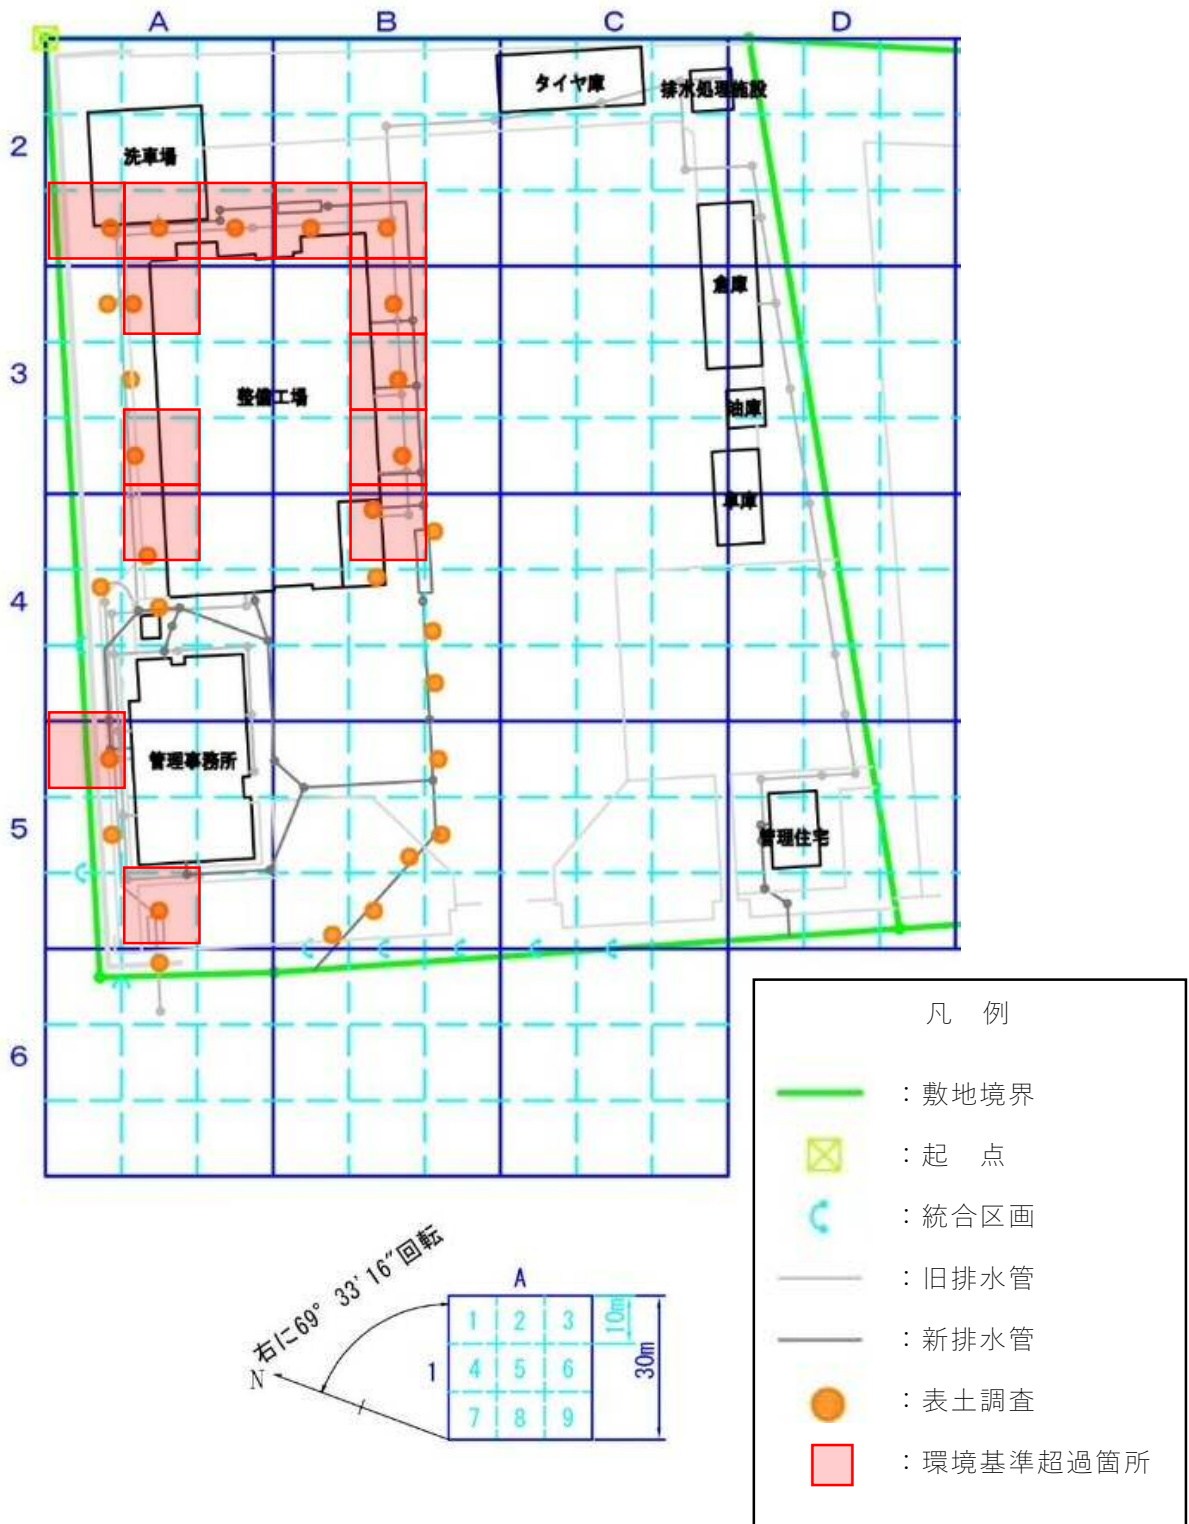 A B C D
タイヤ庫
排水処理施設
2
洗車場
倉庫
3
整備工場
油庫
車庫
4
管理事務所
5
管理住宅
6
凡　例
：敷地境界
：起　点
：統合区画
：旧排水管
：新排水管
：表土調査
：環境基準超過箇所
右に69° 33' 16"回転
N
A
1
1 2 3
4 5 6
7 8 9
10m
30m